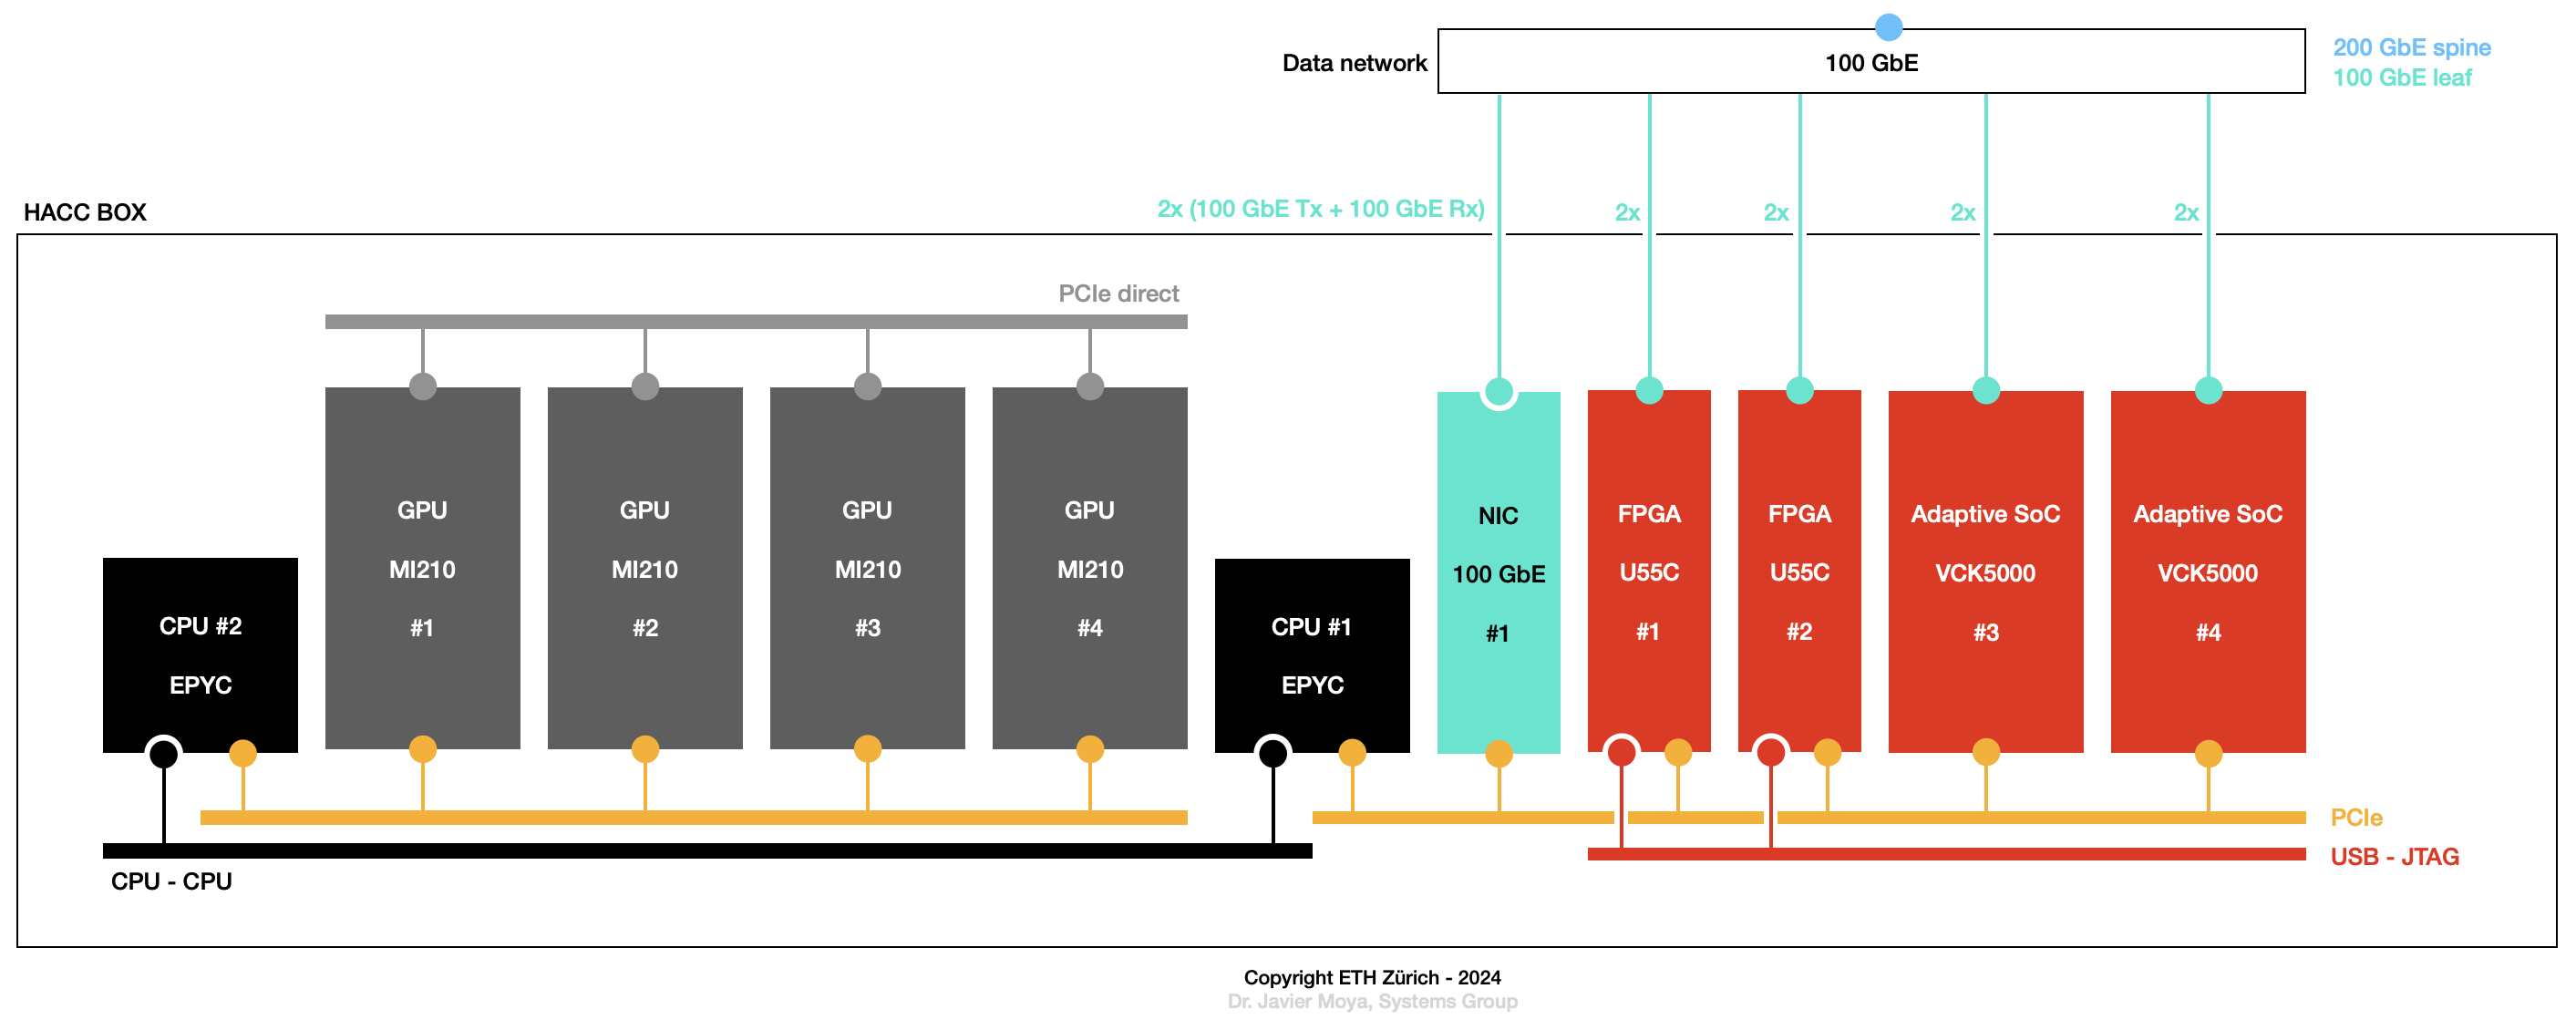 Data network
100 GbE
200 GbE spine
100 GbE leaf
HACC BOX
2x (100 GbE Tx + 100 GbE Rx)
2x
2x
2x
2x
PCIe direct
CPU #2
EPYC
GPU
MI210
#1
GPU
MI210
#2
GPU
MI210
#3
GPU
MI210
#4
CPU #1
EPYC
NIC
100 GbE
#1
FPGA
U55C
#1
FPGA
U55C
#2
Adaptive SoC
VCK5000
#3
Adaptive SoC
VCK5000
#4
PCIe
USB - JTAG
CPU - CPU
Copyright ETH Zürich - 2024
Dr. Javier Moya, Systems Group